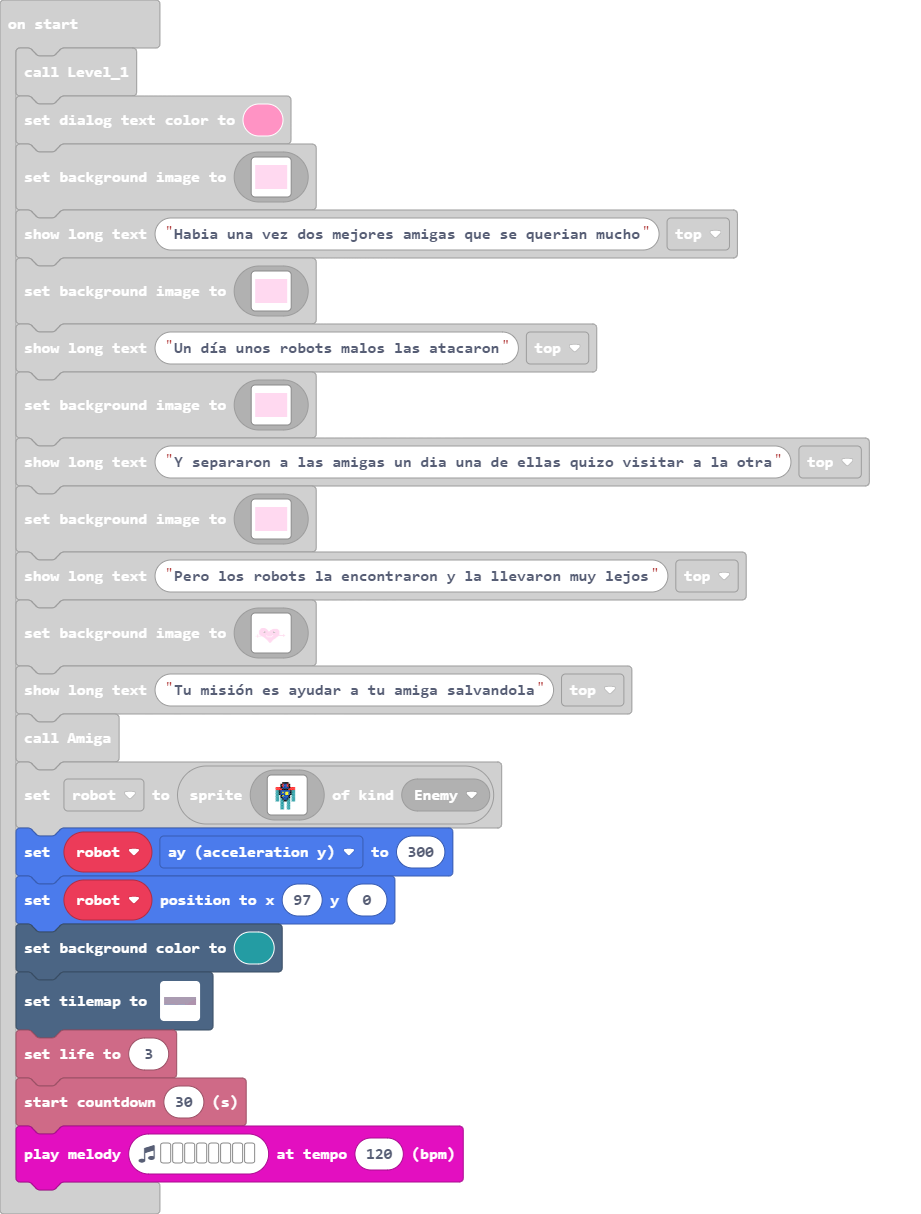 on start
call Level_1
set dialog text color to
set background image to
show long text "Habia una vez dos mejores amigas que se querian mucho" top
set background image to
show long text "Un día unos robots malos las atacaron" top
set background image to
show long text "Y separaron a las amigas un dia una de ellas quizo visitar a la otra" top
set background image to
show long text "Pero los robots la encontraron y la llevaron muy lejos" top
set background image to
show long text "Tu misión es ayudar a tu amiga salvandola" top
call Amiga
set robot to sprite of kind Enemy
set robot ay (acceleration y) to 300
set robot position to x 97 y 0
set background color to
set tilemap to
set life to 3
start countdown 30 (s)
play melody at tempo 120 (bpm)